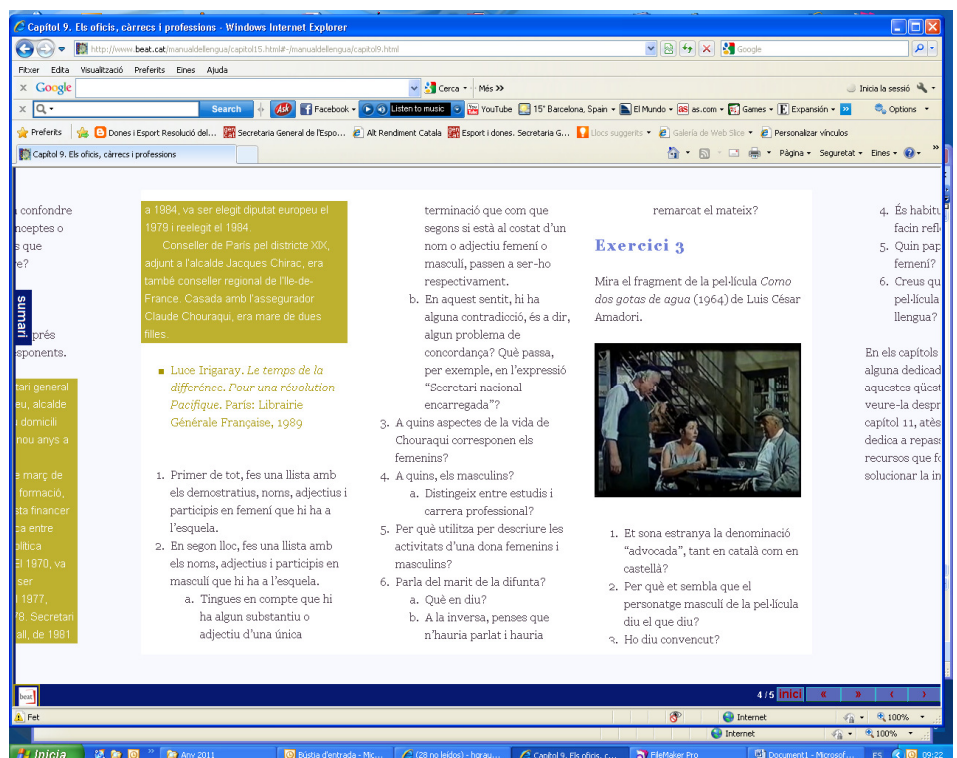 Capítol 9. Els oficis, càrrecs i professions - Windows Internet Explorer
http://www.beat.cat/manualdellengua/capitol15.html#-/manualdellengua/capitol9.html
Google
Fitxer Edita Visualització Preferits Eines Ajuda
x Google Cerca Més Inicia la sessió
x Search Ask Facebook Listen to music YouTube 15° Barcelona, Spain El Mundo as as.com Games E Expansión Options
Preferits Dones i Esport Resolució del... Secretaria General de l'Espo... Alt Rendiment Catala Esport i dones. Secretaria G... Llocs suggerits Galeria de Web Slice Personalizar vínculos
Capítol 9. Els oficis, càrrecs i professions
Pàgina Seguretat Eines
confondre
nceptes o
s que
re?
sumari
prés
sponents.
tari general
eu, alcalde
domicili
nou anys a
e març de
formació,
sta financer
ca entre
olítica
El 1970, va
ser
1977,
78. Secretari
all, de 1981
a 1984, va ser elegit diputat europeu el
1979 i reelegit el 1984.
Conseller de París pel districte XIX,
adjunt a l'alcalde Jacques Chirac, era
també conseller regional de l'Ile-de-
France. Casada amb l'assegurador
Claude Chouraqui, era mare de dues
filles.
Luce Irigaray. Le temps de la
différence. Pour una révolution
Pacifique. París: Librairie
Générale Française, 1989
1. Primer de tot, fes una llista amb
els demostratius, noms, adjectius i
participis en femení que hi ha a
l'esquela.
2. En segon lloc, fes una llista amb
els noms, adjectius i participis en
masculí que hi ha a l'esquela.
a. Tingues en compte que hi
ha algun substantiu o
adjectiu d'una única
terminació que com que
segons si està al costat d'un
nom o adjectiu femení o
masculí, passen a ser-ho
respectivament.
b. En aquest sentit, hi ha
alguna contradicció, és a dir,
algun problema de
concordança? Què passa,
per exemple, en l'expressió
"Secretari nacional
encarregada"?
3. A quins aspectes de la vida de
Chouraqui corresponen els
femenins?
4. A quins, els masculins?
a. Distingeix entre estudis i
carrera professional?
5. Per què utilitza per descriure les
activitats d'una dona femenins i
masculins?
6. Parla del marit de la difunta?
a. Què en diu?
b. A la inversa, penses que
n'hauria parlat i hauria
remarcat el mateix?
Exercici 3
Mira el fragment de la pel·lícula Como
dos gotas de agua (1964) de Luis César
Amadori.
1. Et sona estranya la denominació
"advocada", tant en català com en
castellà?
2. Per què et sembla que el
personatge masculí de la pel·lícula
diu el que diu?
3. Ho diu convencut?
4. És habitu
facin refle
5. Quin pap
femení?
6. Creus qu
pel·lícula
llengua?
En els capítols
alguna dedicad
aquestes qüest
veure-la despr
capítol 11, atès
dedica a repass
recursos que fo
solucionar la in
beat
4/5 inici
Fet
Internet
100%
Internet
100%
Inicia
Any 2011
Bústia d'entrada - Mic...
(28 no leídos) - hgrau...
Capítol 9. Els oficis, c...
FileMaker Pro
Document1 - Microsof...
ES
09:22